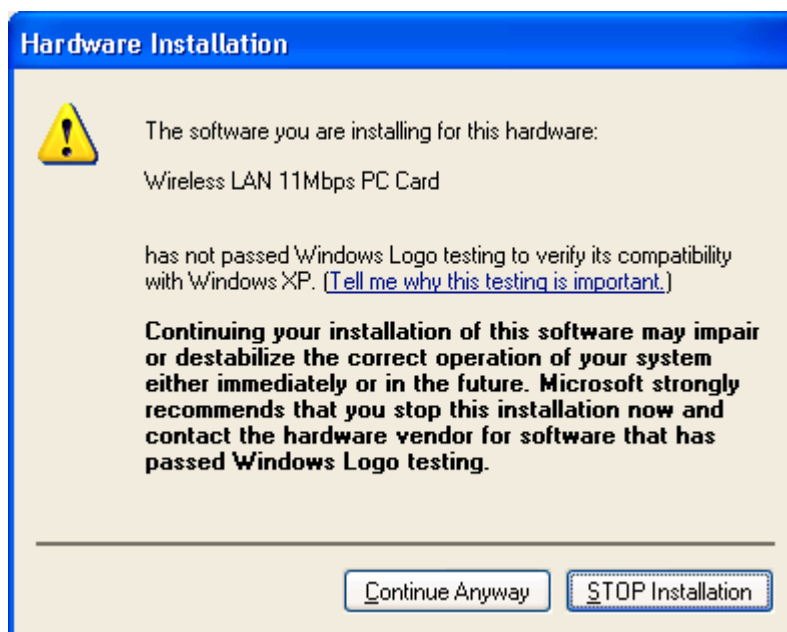 Hardware Installation
The software you are installing for this hardware:
Wireless LAN 11Mbps PC Card
has not passed Windows Logo testing to verify its compatibility
with Windows XP. (Tell me why this testing is important.)
Continuing your installation of this software may impair
or destabilize the correct operation of your system
either immediately or in the future. Microsoft strongly
recommends that you stop this installation now and
contact the hardware vendor for software that has
passed Windows Logo testing.
Continue Anyway
STOP Installation